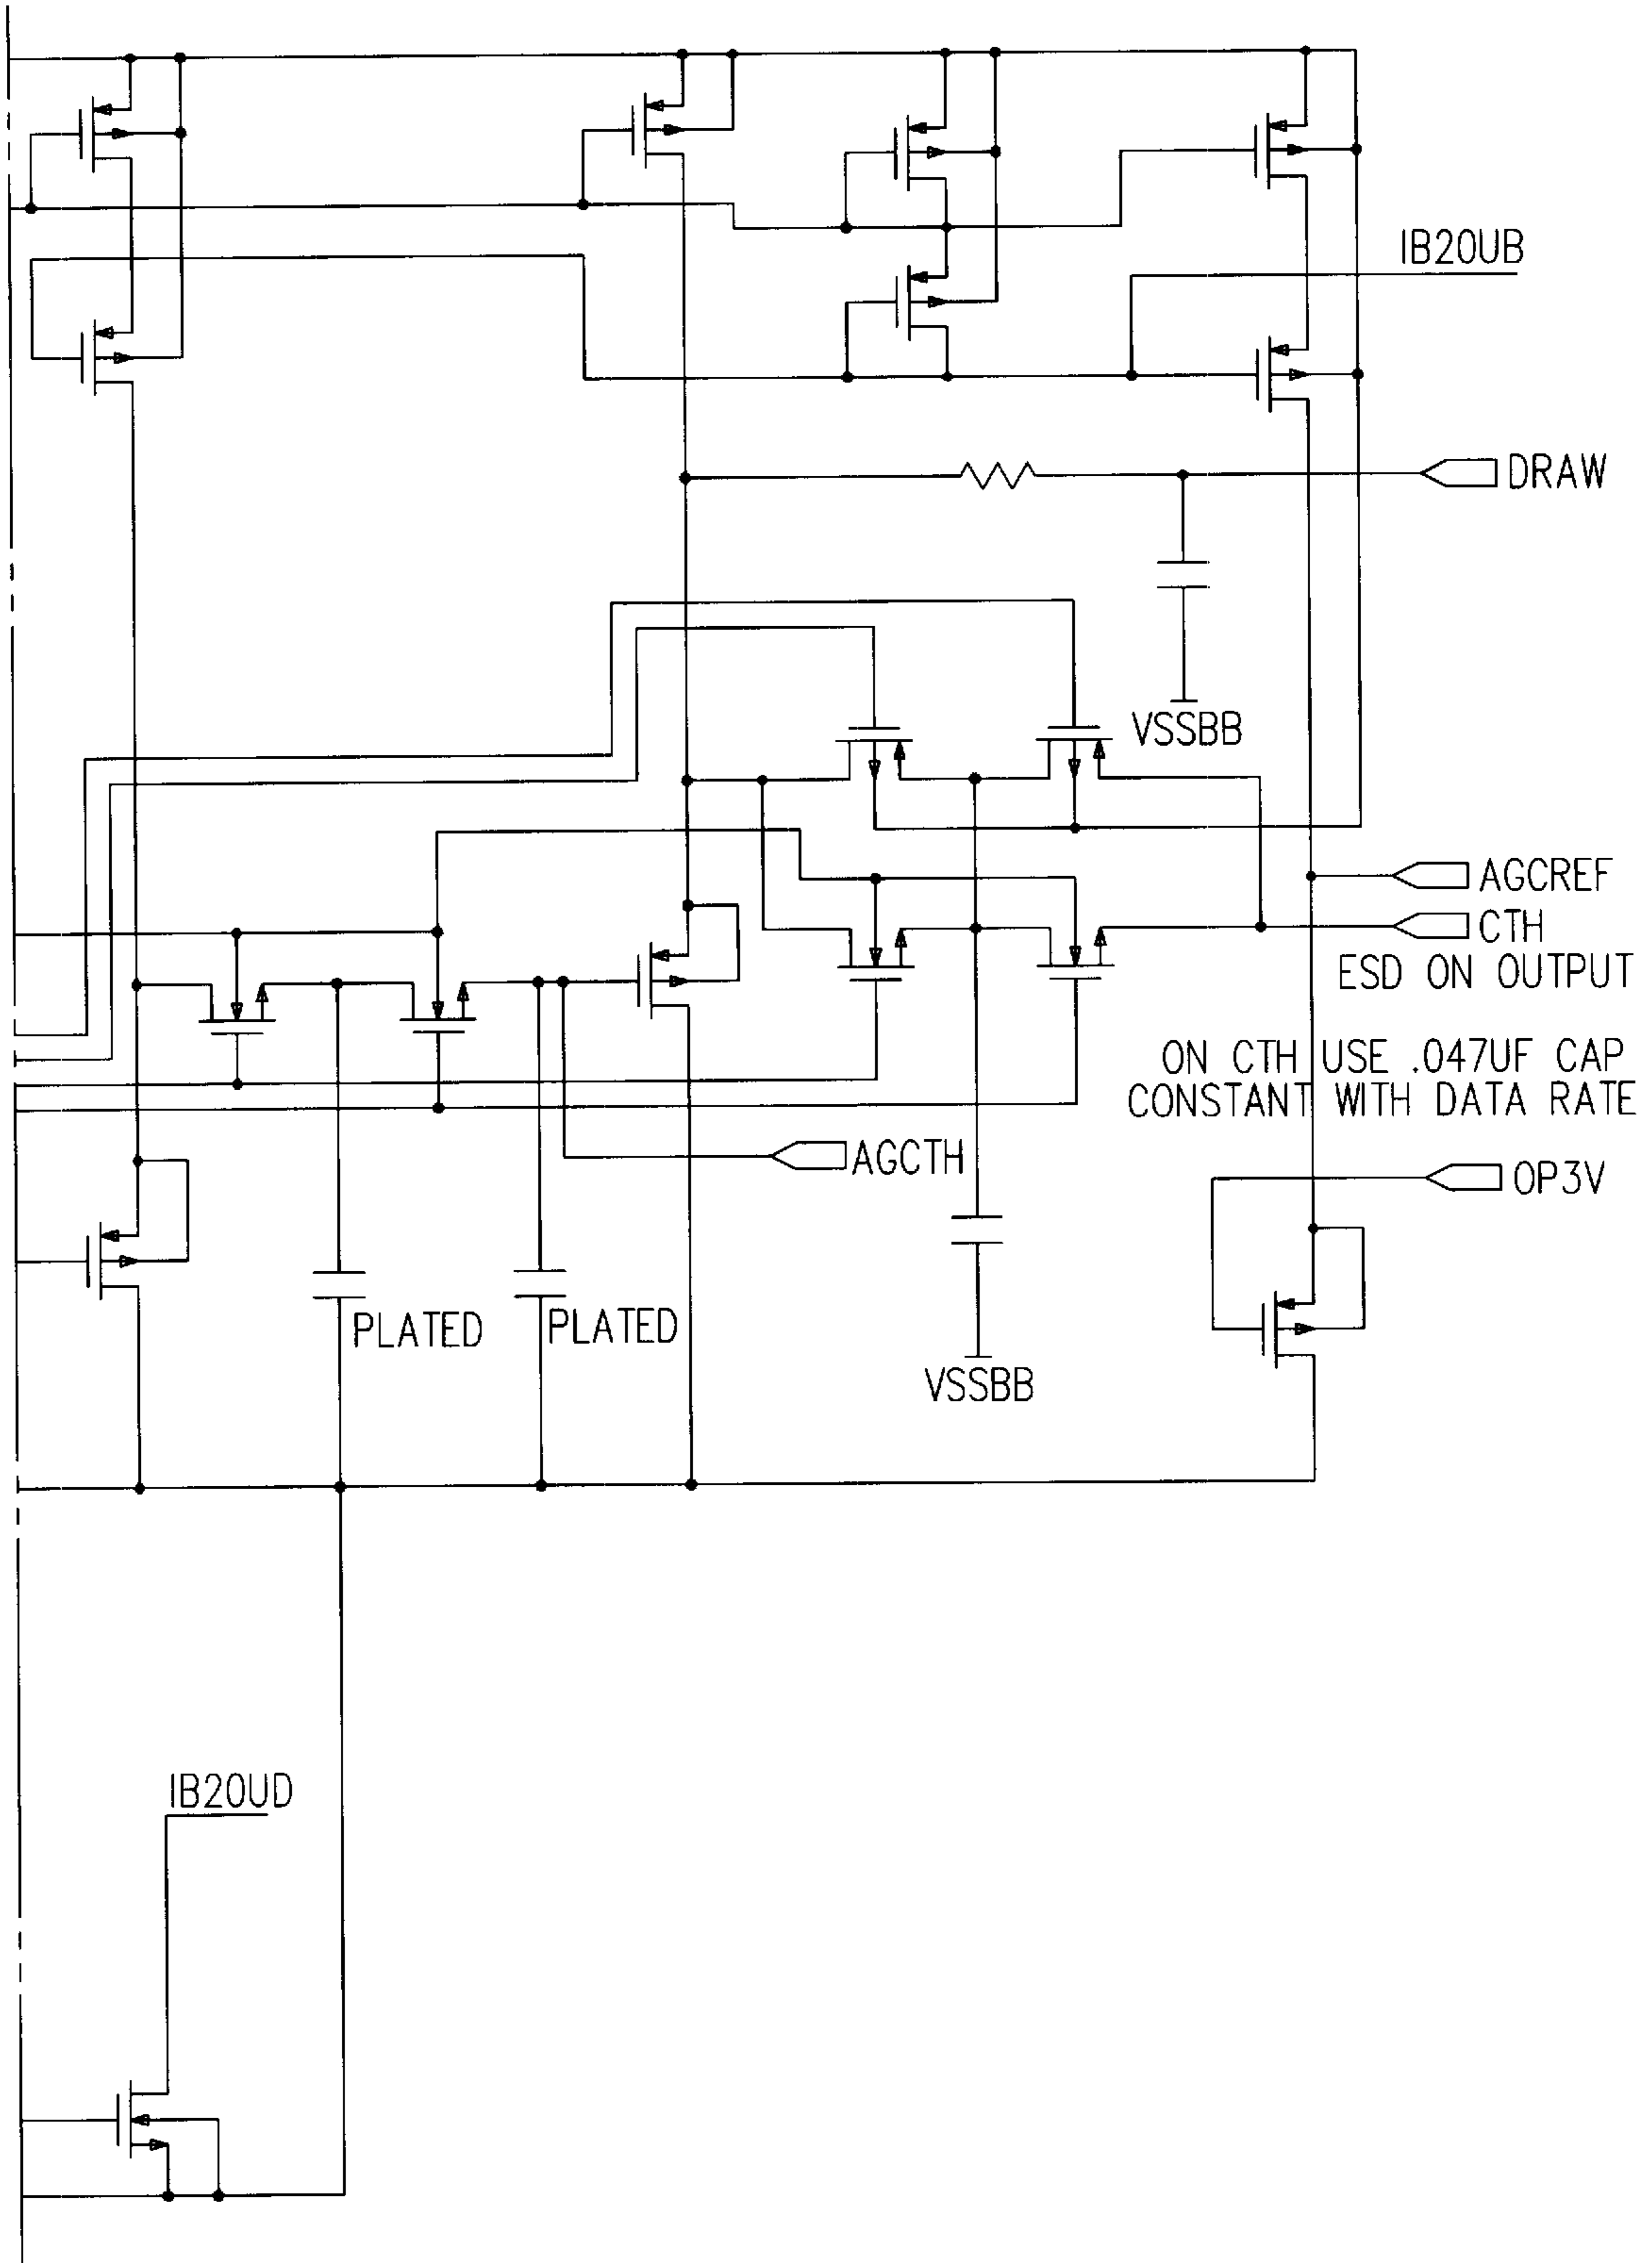 IB20UB
DRAW
VSSBB
AGCREF
CTH
ESD ON OUTPUT
ON CTH USE .047UF CAP
CONSTANT WITH DATA RATE
AGCTH
OP3V
PLATED
PLATED
VSSBB
IB20UD